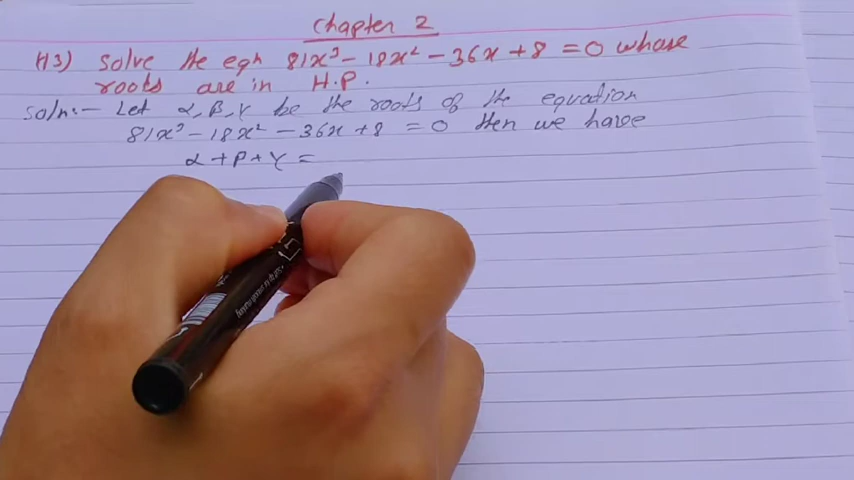 Chapter 2
H3) Solve the eqn 81x³ - 18x² - 36x + 8 = 0 whose
roots are in H.P.
Soln:- Let α, β, γ be the roots of the equation
81x³ - 18x² - 36x + 8 = 0 then we have
α + β + γ =